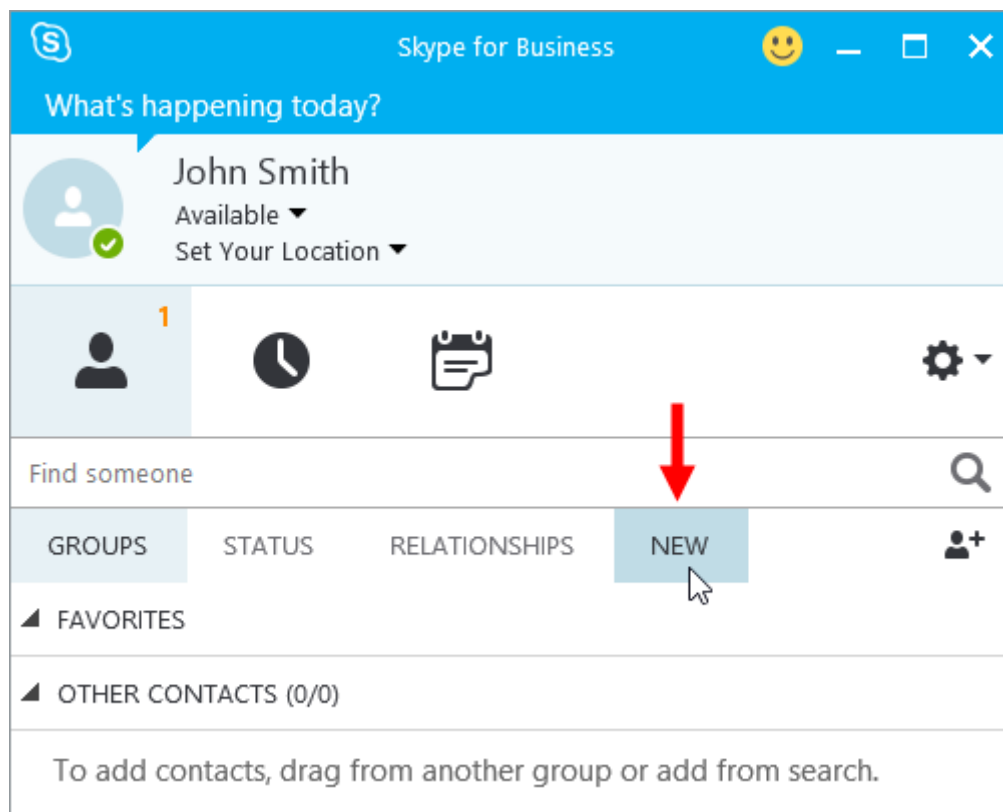 Skype for Business
What's happening today?
John Smith
Available
Set Your Location
1
Find someone
GROUPS STATUS RELATIONSHIPS NEW
FAVORITES
OTHER CONTACTS (0/0)
To add contacts, drag from another group or add from search.